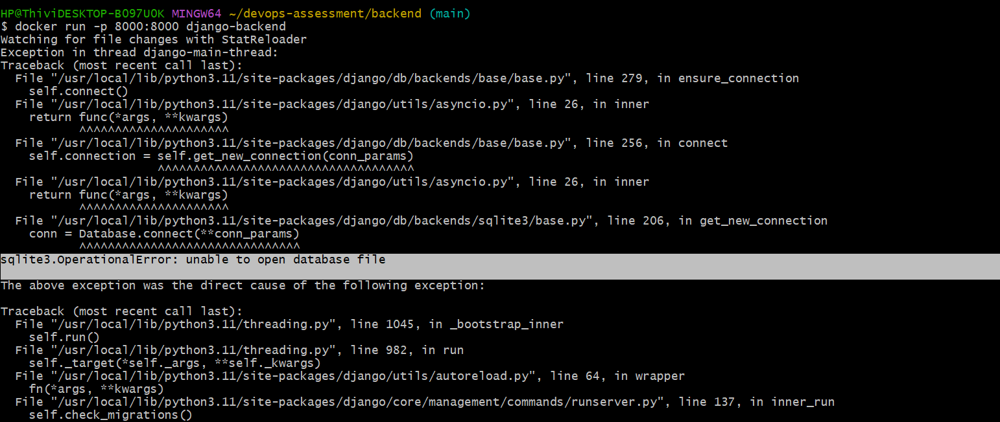 HP@ThiviDESKTOP-BO97UOK MINGW64 ~/devops-assessment/backend (main)
$ docker run -p 8000:8000 django-backend
Watching for file changes with StatReloader
Exception in thread django-main-thread:
Traceback (most recent call last):
  File "/usr/local/lib/python3.11/site-packages/django/db/backends/base/base.py", line 279, in ensure_connection
    self.connect()
  File "/usr/local/lib/python3.11/site-packages/django/utils/asyncio.py", line 26, in inner
    return func(*args, **kwargs)
           ^^^^^^^^^^^^^^^^^^^^^
  File "/usr/local/lib/python3.11/site-packages/django/db/backends/base/base.py", line 256, in connect
    self.connection = self.get_new_connection(conn_params)
                      ^^^^^^^^^^^^^^^^^^^^^^^^^^^^^^^^^^^^
  File "/usr/local/lib/python3.11/site-packages/django/utils/asyncio.py", line 26, in inner
    return func(*args, **kwargs)
           ^^^^^^^^^^^^^^^^^^^^^
  File "/usr/local/lib/python3.11/site-packages/django/db/backends/sqlite3/base.py", line 206, in get_new_connection
    conn = Database.connect(**conn_params)
           ^^^^^^^^^^^^^^^^^^^^^^^^^^^^^^^
sqlite3.OperationalError: unable to open database file
The above exception was the direct cause of the following exception:
Traceback (most recent call last):
  File "/usr/local/lib/python3.11/threading.py", line 1045, in _bootstrap_inner
    self.run()
  File "/usr/local/lib/python3.11/threading.py", line 982, in run
    self._target(*self._args, **self._kwargs)
  File "/usr/local/lib/python3.11/site-packages/django/utils/autoreload.py", line 64, in wrapper
    fn(*args, **kwargs)
  File "/usr/local/lib/python3.11/site-packages/django/core/management/commands/runserver.py", line 137, in inner_run
    self.check_migrations()